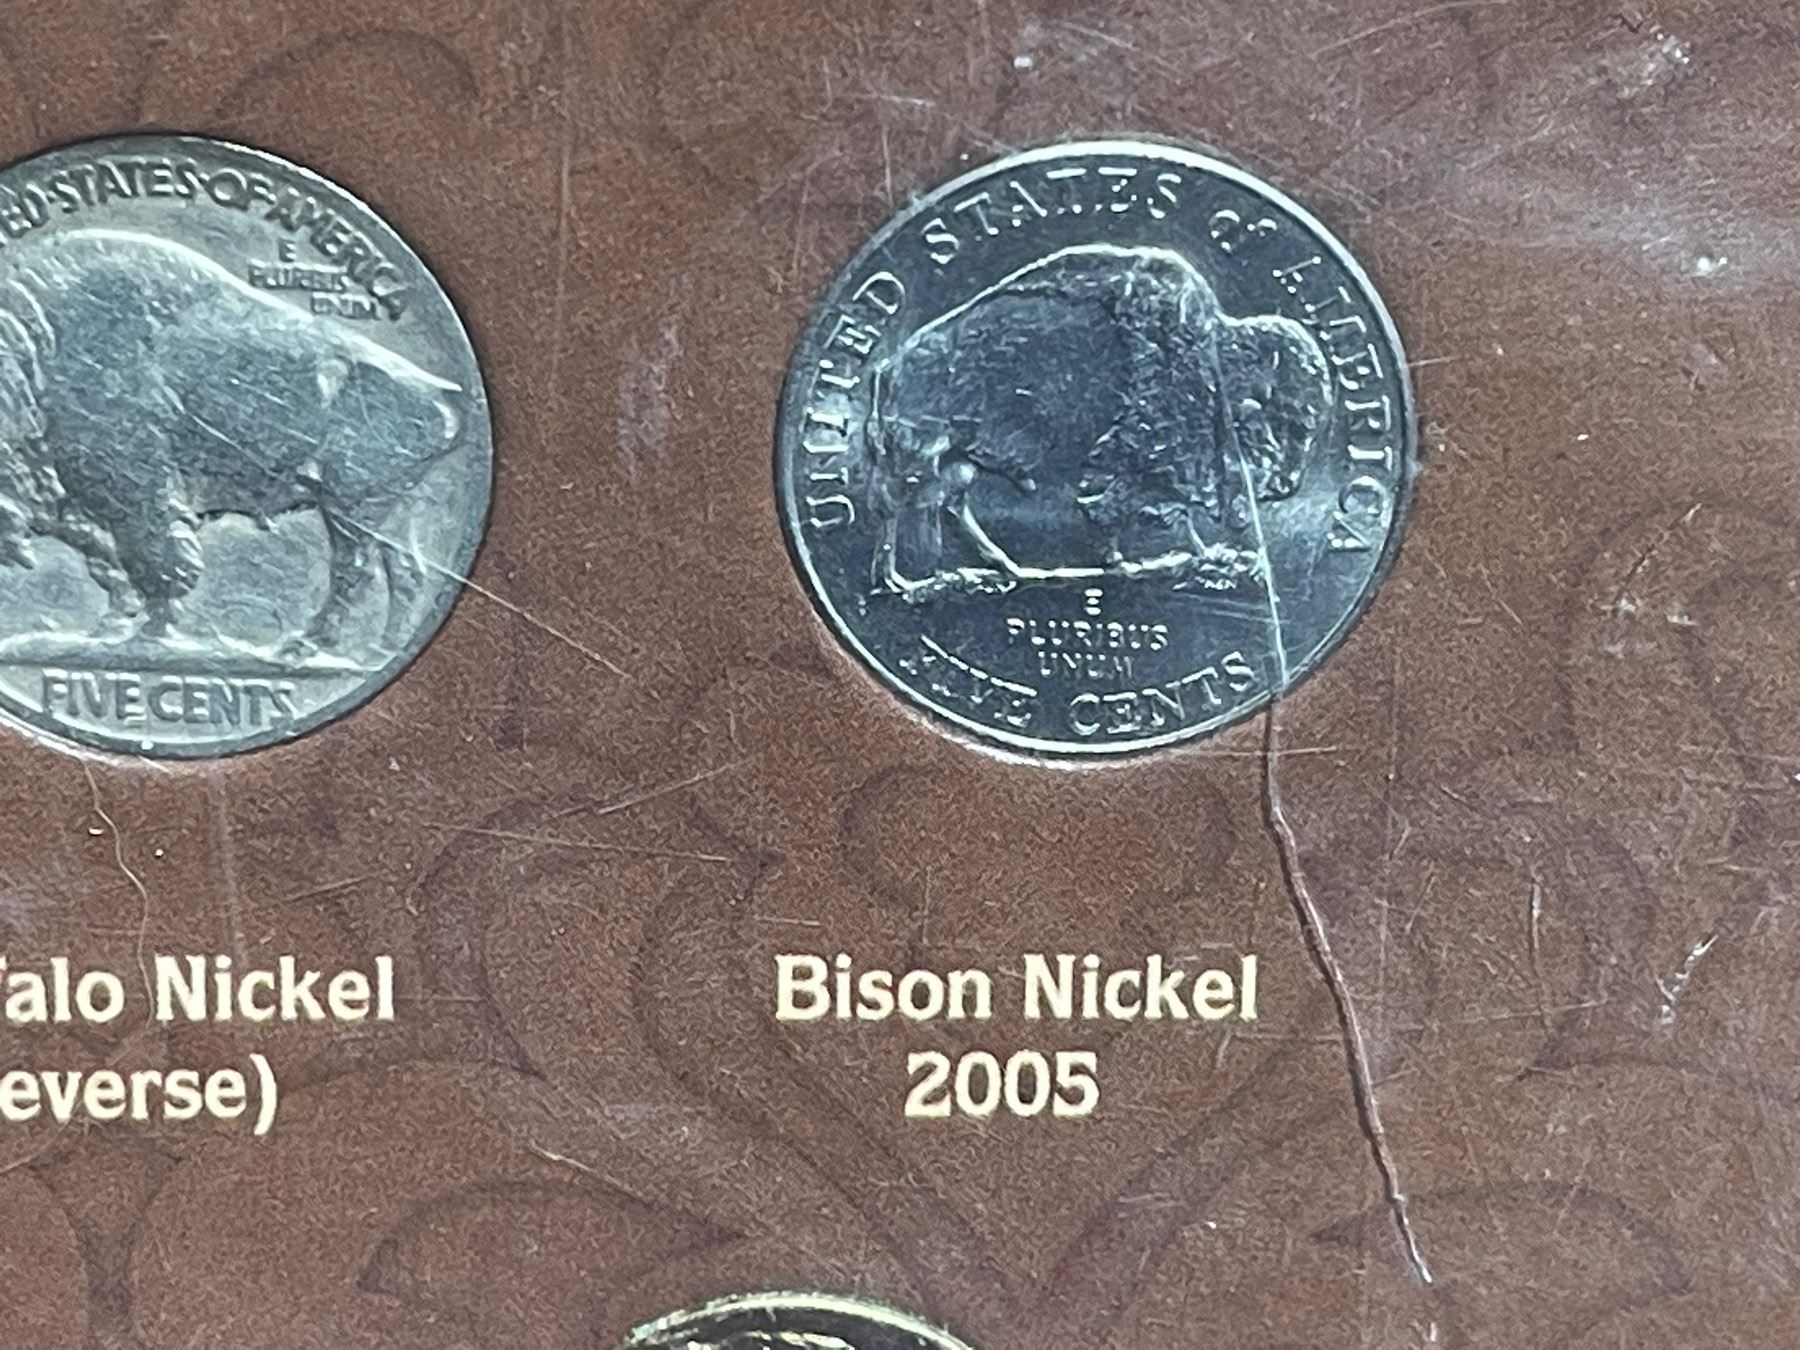 ED·STATES·OF·AMERICA
E
PLURIBUS
UNUM
FIVE CENTS
UNITED STATES of AMERICA
E
PLURIBUS
UNUM
FIVE CENTS
alo Nickel
everse)
Bison Nickel
2005